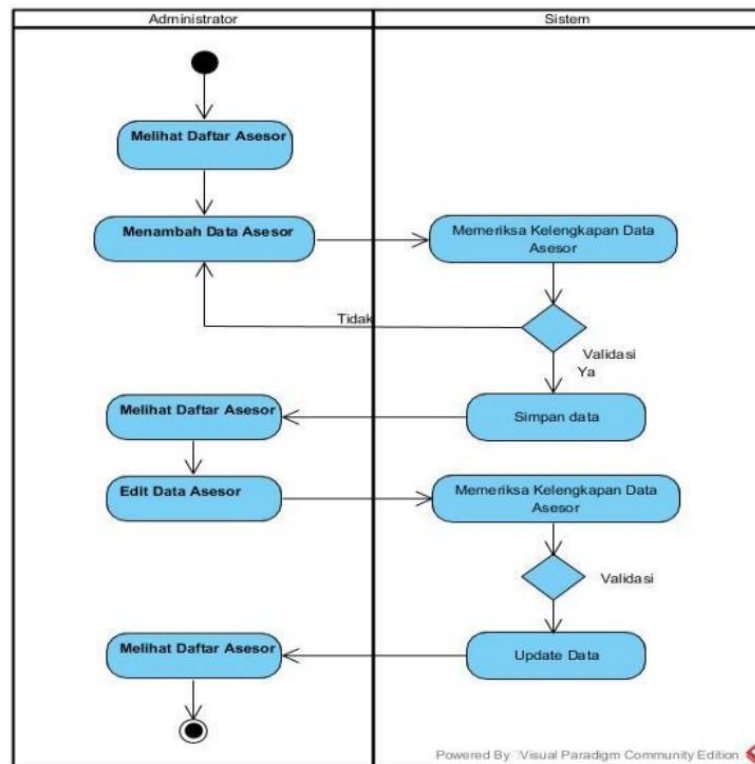 Administrator
Sistem
Melihat Daftar Asesor
Menambah Data Asesor
Memeriksa Kelengkapan Data
Asesor
Tidak
Validasi
Ya
Melihat Daftar Asesor
Simpan data
Edit Data Asesor
Memeriksa Kelengkapan Data
Asesor
Validasi
Melihat Daftar Asesor
Update Data
Powered By Visual Paradigm Community Edition